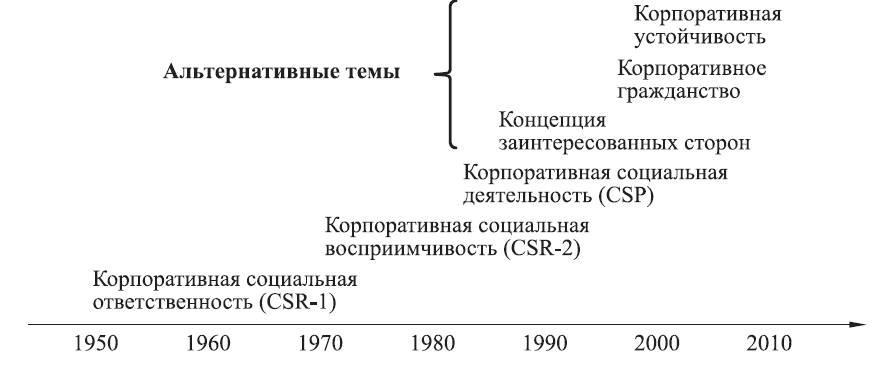 Корпоративная
устойчивость
Альтернативные темы
Корпоративное
гражданство
Концепция
заинтересованных сторон
Корпоративная социальная
деятельность (CSP)
Корпоративная социальная
восприимчивость (CSR-2)
Корпоративная социальная
ответственность (CSR-1)
1950 1960 1970 1980 1990 2000 2010